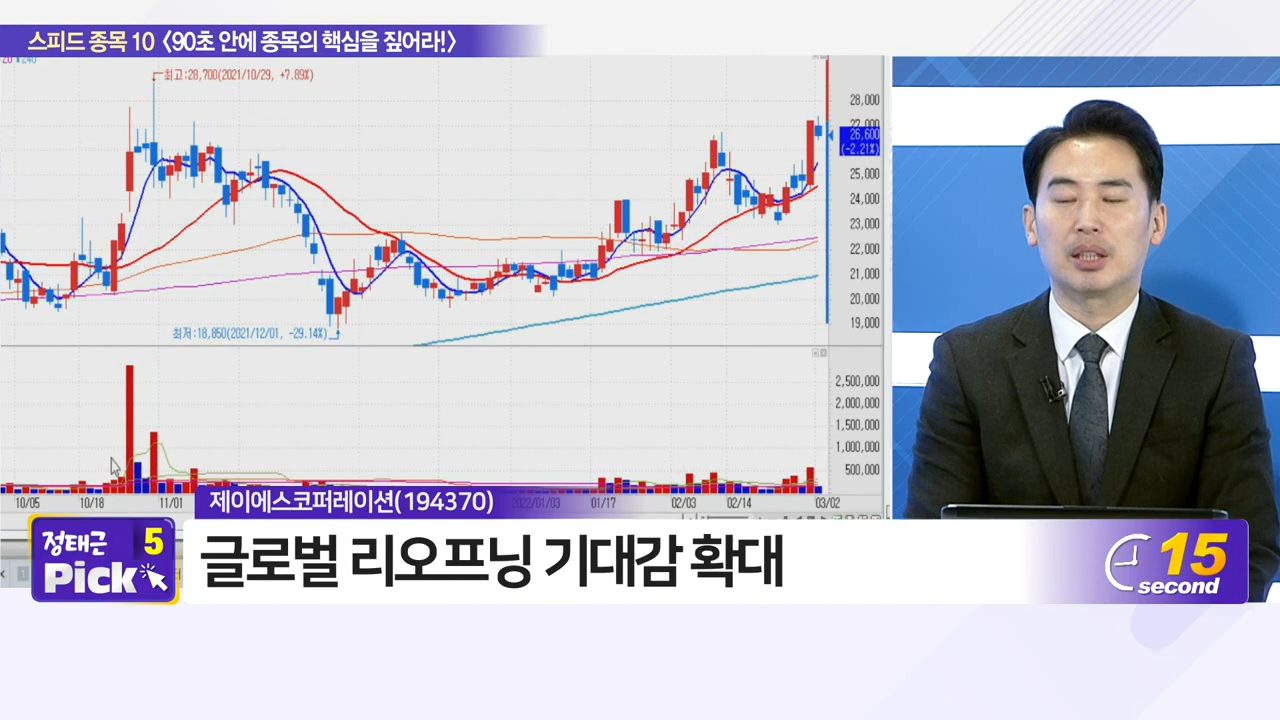 스피드 종목 10 〈90초 안에 종목의 핵심을 짚어라!〉
20 ■240
최고:28,700(2021/10/29, +7.89%)
28,000
27,000
26,600
(-2.21%)
25,000
24,000
23,000
22,000
21,000
20,000
19,000
최저:18,850(2021/12/01, -29.14%)
2,500,000
2,000,000
1,500,000
1,000,000
500,000
10/05 10/18 11/01 2022/01/03 01/17 02/03 02/14 03/02
제이에스코퍼레이션(194370)
정태근 5
Pick
글로벌 리오프닝 기대감 확대
15
second